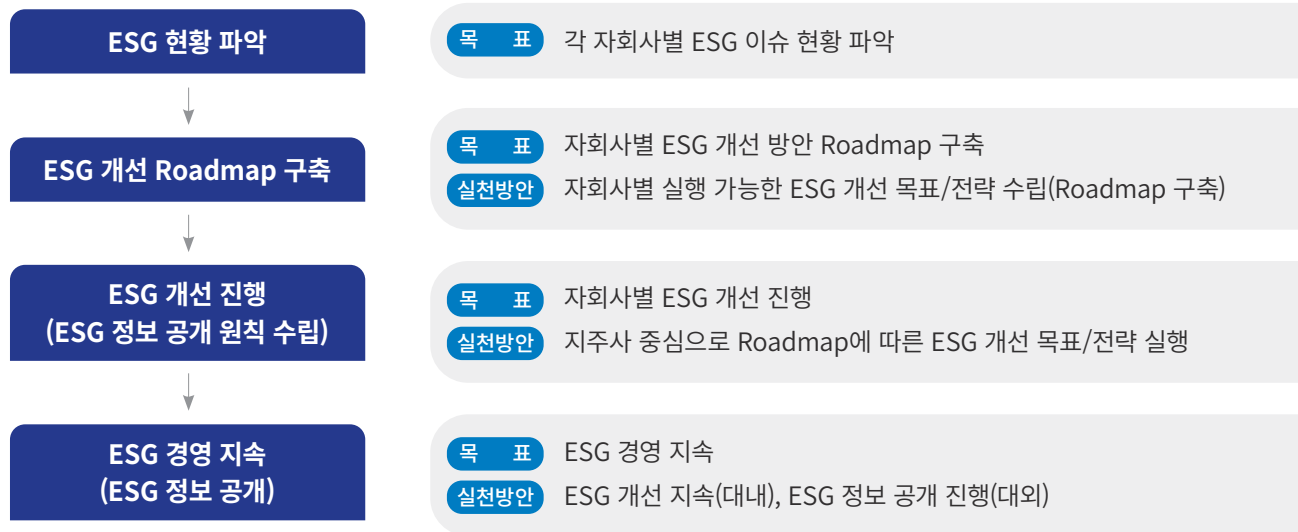 ESG 현황 파악
목 표 각 자회사별 ESG 이슈 현황 파악
ESG 개선 Roadmap 구축
목 표 자회사별 ESG 개선 방안 Roadmap 구축
실천방안 자회사별 실행 가능한 ESG 개선 목표/전략 수립(Roadmap 구축)
ESG 개선 진행
(ESG 정보 공개 원칙 수립)
목 표 자회사별 ESG 개선 진행
실천방안 지주사 중심으로 Roadmap에 따른 ESG 개선 목표/전략 실행
ESG 경영 지속
(ESG 정보 공개)
목 표 ESG 경영 지속
실천방안 ESG 개선 지속(대내), ESG 정보 공개 진행(대외)